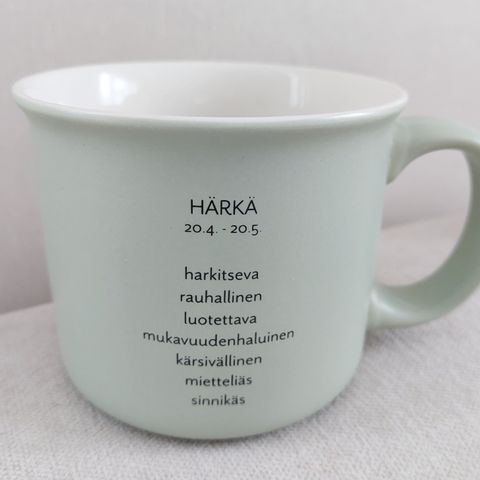 HÄRKÄ
20.4. - 20.5.
harkitseva
rauhallinen
luotettava
mukavuudenhaluinen
kärsivällinen
mietteliäs
sinnikäs